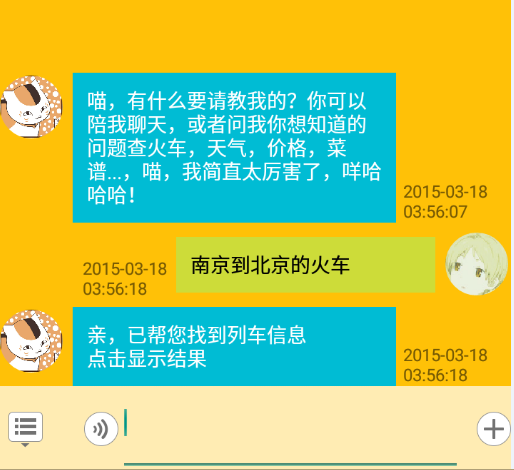 喵，有什么要请教我的？你可以
陪我聊天，或者问我你想知道的
问题查火车，天气，价格，菜
谱...，喵，我简直太厉害了，咩哈
哈哈！
2015-03-18
03:56:07
南京到北京的火车
2015-03-18
03:56:18
亲，已帮您找到列车信息
点击显示结果
2015-03-18
03:56:18